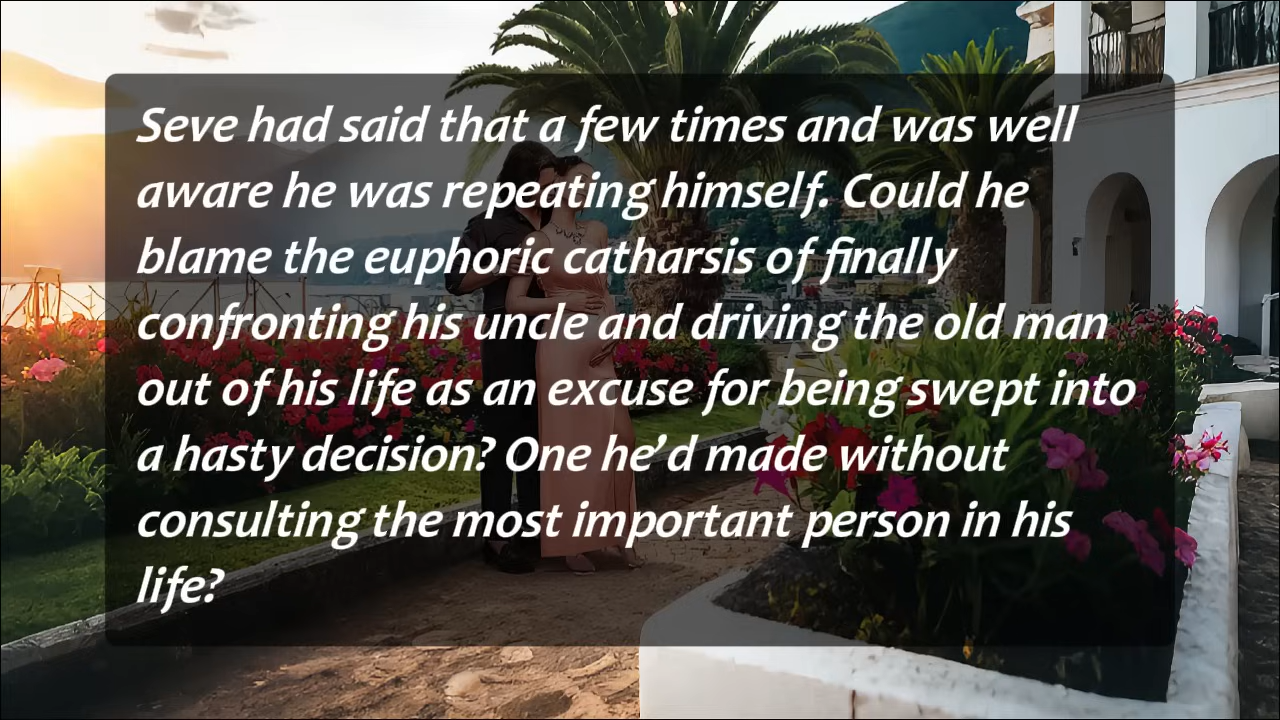 Seve had said that a few times and was well
aware he was repeating himself. Could he
blame the euphoric catharsis of finally
confronting his uncle and driving the old man
out of his life as an excuse for being swept into
a hasty decision? One he’d made without
consulting the most important person in his
life?